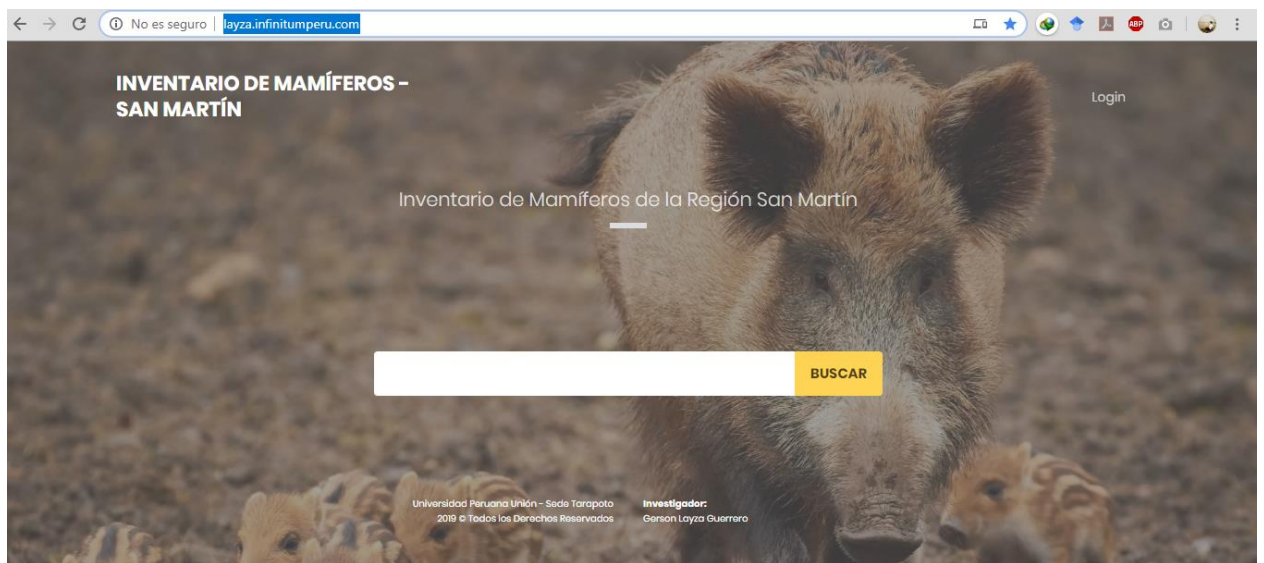 No es seguro | layza.infinitumperu.com
ABP
INVENTARIO DE MAMÍFEROS -
SAN MARTÍN
Login
Inventario de Mamíferos de la Región San Martín
BUSCAR
Universidad Peruana Unión - Sede Tarapoto
2019 © Todos los Derechos Reservados
Investigador:
Gerson Layza Guerrero